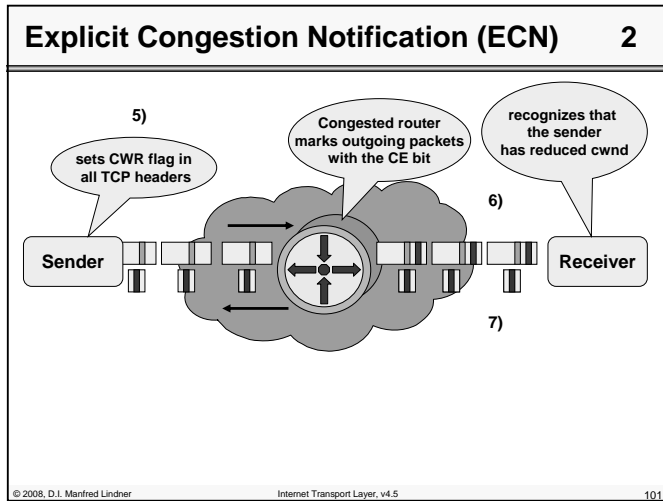 Explicit Congestion Notification (ECN) 2
5)
sets CWR flag in
all TCP headers
Congested router
marks outgoing packets
with the CE bit
recognizes that
the sender
has reduced cwnd
6)
Sender
Receiver
7)
© 2008, D.I. Manfred Lindner
Internet Transport Layer, v4.5
101